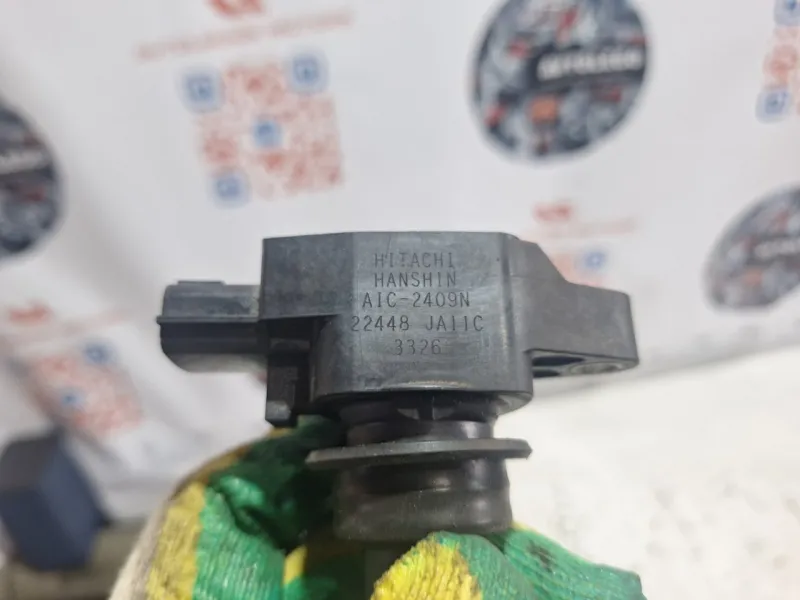 HITACHI
HANSHIN
AIC-2409N
22448 JA11C
3326